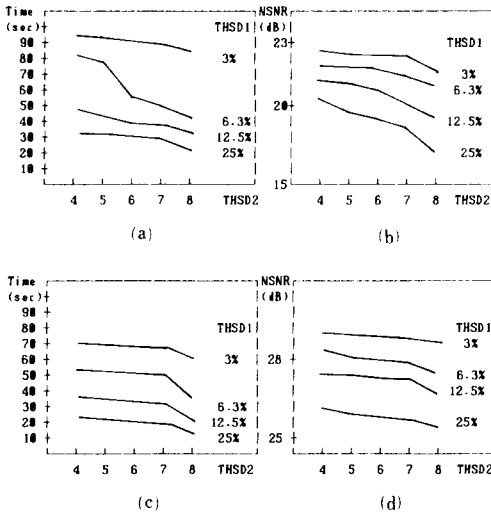 Time
(sec)
90
80
70
60
50
40
30
20
10
THSD1
3%
6.3%
12.5%
25%
4 5 6 7 8 THSD2
(a)
NSNR
(dB)
23
20
15
THSD1
3%
6.3%
12.5%
25%
4 5 6 7 8 THSD2
(b)
Time
(sec)
90
80
70
60
50
40
30
20
10
THSD1
3%
6.3%
12.5%
25%
4 5 6 7 8 THSD2
(c)
NSNR
(dB)
28
25
THSD1
3%
6.3%
12.5%
25%
4 5 6 7 8 THSD2
(d)